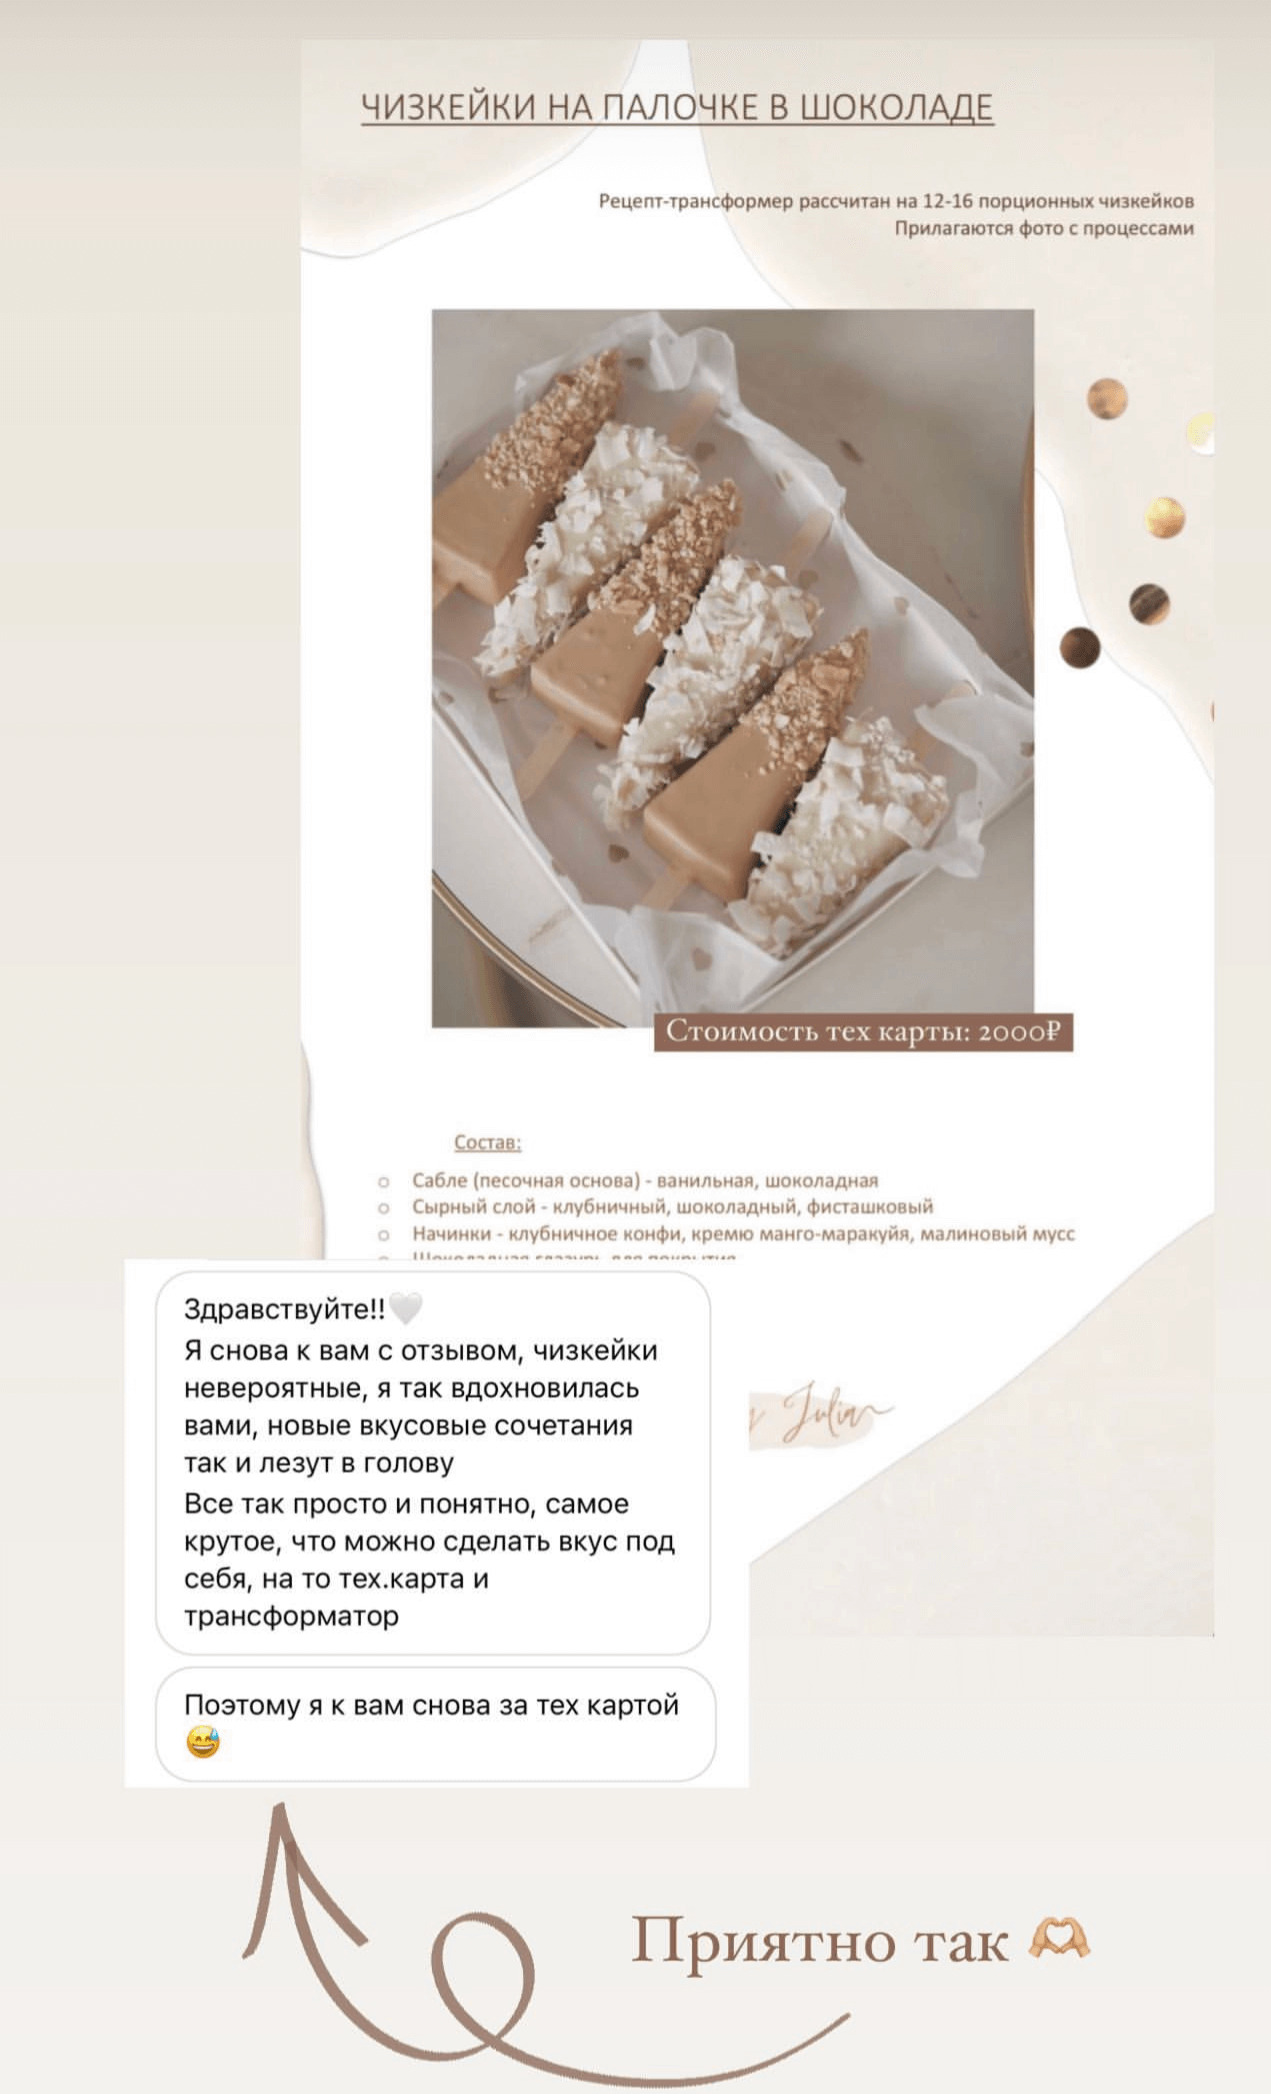 ЧИЗКЕЙКИ НА ПАЛОЧКЕ В ШОКОЛАДЕ
Рецепт-трансформер рассчитан на 12-16 порционных чизкейков
Прилагаются фото с процессами
Стоимость тех карты: 2000₽
Состав:
Сабле (песочная основа) - ванильная, шоколадная
Сырный слой - клубничный, шоколадный, фисташковый
Начинки - клубничное конфи, кремю манго-маракуйя, малиновый мусс
Шоколадная глазурь для покрытия
Здравствуйте!!🤍
Я снова к вам с отзывом, чизкейки
невероятные, я так вдохновилась
вами, новые вкусовые сочетания
так и лезут в голову
Все так просто и понятно, самое
крутое, что можно сделать вкус под
себя, на то тех.карта и
трансформатор
Julia
Поэтому я к вам снова за тех картой
😅
Приятно так 🫶🏼